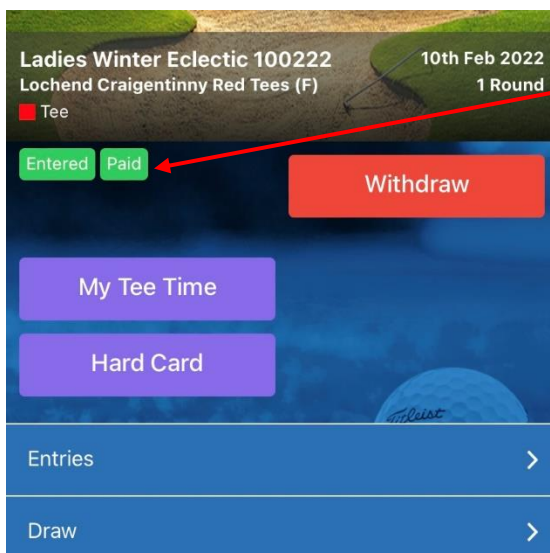 Ladies Winter Eclectic 100222 10th Feb 2022
Lochend Craigentinny Red Tees (F) 1 Round
Tee
Entered Paid
Withdraw
My Tee Time
Hard Card
Titleist
Entries
Draw